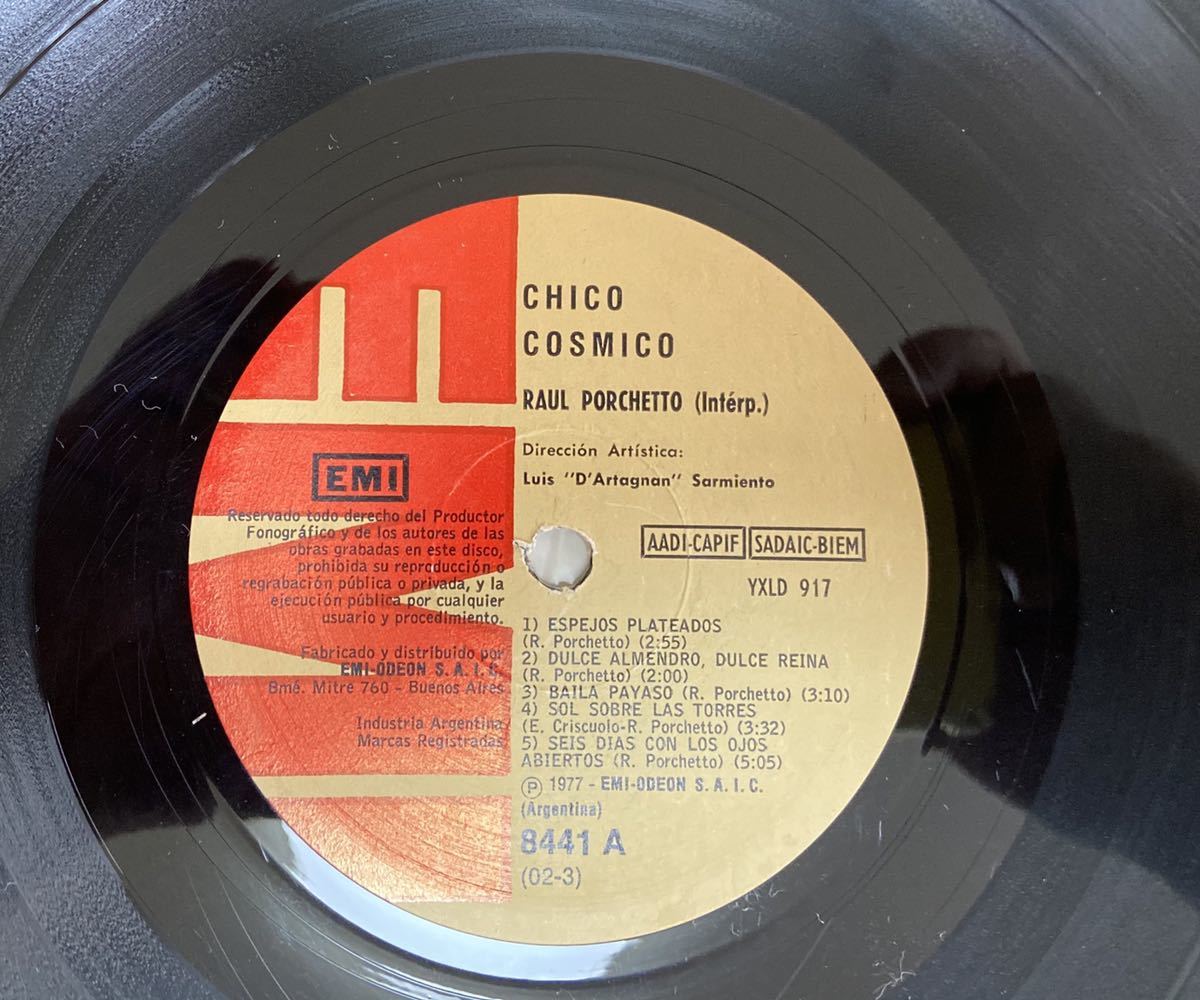 CHICO
COSMICO
RAUL PORCHETTO (Intérp.)
Dirección Artística:
Luis "D'Artagnan" Sarmiento
EMI
Reservado todo derecho del Productor
Fonográfico y de los autores de las
obras grabadas en este disco,
prohibida su reproducción o
regrabación pública o privada, y la
ejecución pública por cualquier
usuario y procedimiento.
Fabricado y distribuido por
EMI-ODEON S. A. I. C.
Bmé. Mitre 760 - Buenos Aires
Industria Argentina
Marcas Registradas
AADI-CAPIF SADAIC-BIEM
YXLD 917
1) ESPEJOS PLATEADOS
(R. Porchetto) (2:55)
2) DULCE ALMENDRO, DULCE REINA
(R. Porchetto) (2:00)
3) BAILA PAYASO (R. Porchetto) (3:10)
4) SOL SOBRE LAS TORRES
(E. Criscuolo-R. Porchetto) (3:32)
5) SEIS DIAS CON LOS OJOS
ABIERTOS (R. Porchetto) (5:05)
Ⓟ 1977 - EMI-ODEON S. A. I. C.
(Argentina)
8441 A
(02-3)
EMI